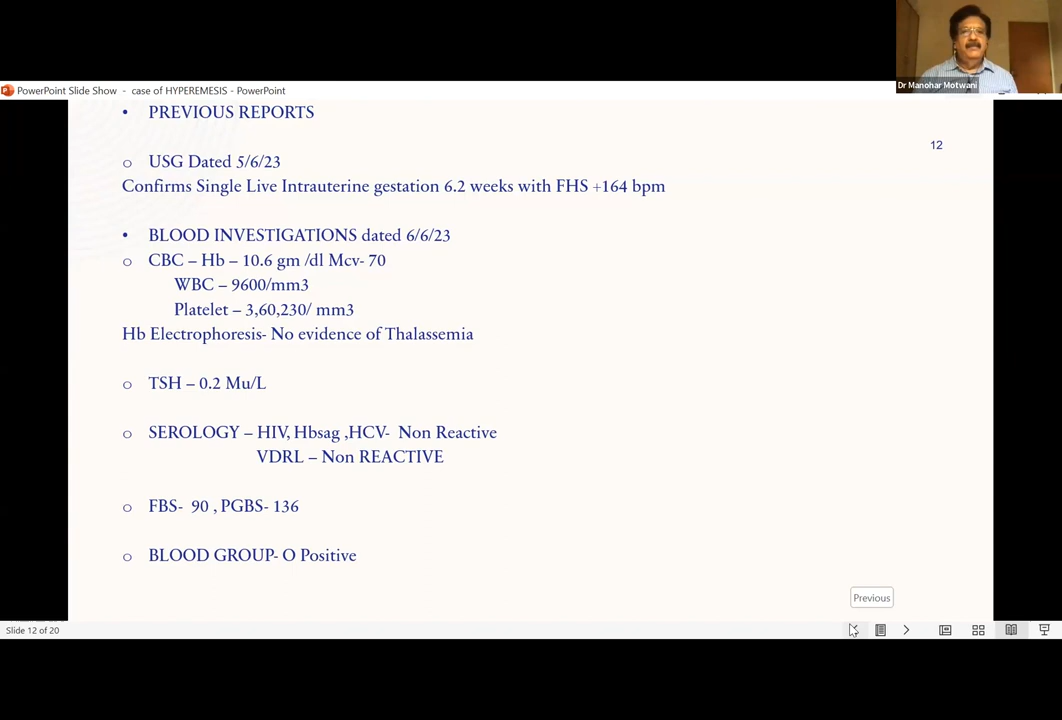 Dr Manohar Motwani
PowerPoint Slide Show - case of HYPEREMESIS - PowerPoint
• PREVIOUS REPORTS
12
o USG Dated 5/6/23
Confirms Single Live Intrauterine gestation 6.2 weeks with FHS +164 bpm
• BLOOD INVESTIGATIONS dated 6/6/23
o CBC – Hb – 10.6 gm /dl Mcv- 70
WBC – 9600/mm3
Platelet – 3,60,230/ mm3
Hb Electrophoresis- No evidence of Thalassemia
o TSH – 0.2 Mu/L
o SEROLOGY – HIV, Hbsag ,HCV- Non Reactive
VDRL – Non REACTIVE
o FBS- 90 , PGBS- 136
o BLOOD GROUP- O Positive
Previous
Slide 12 of 20